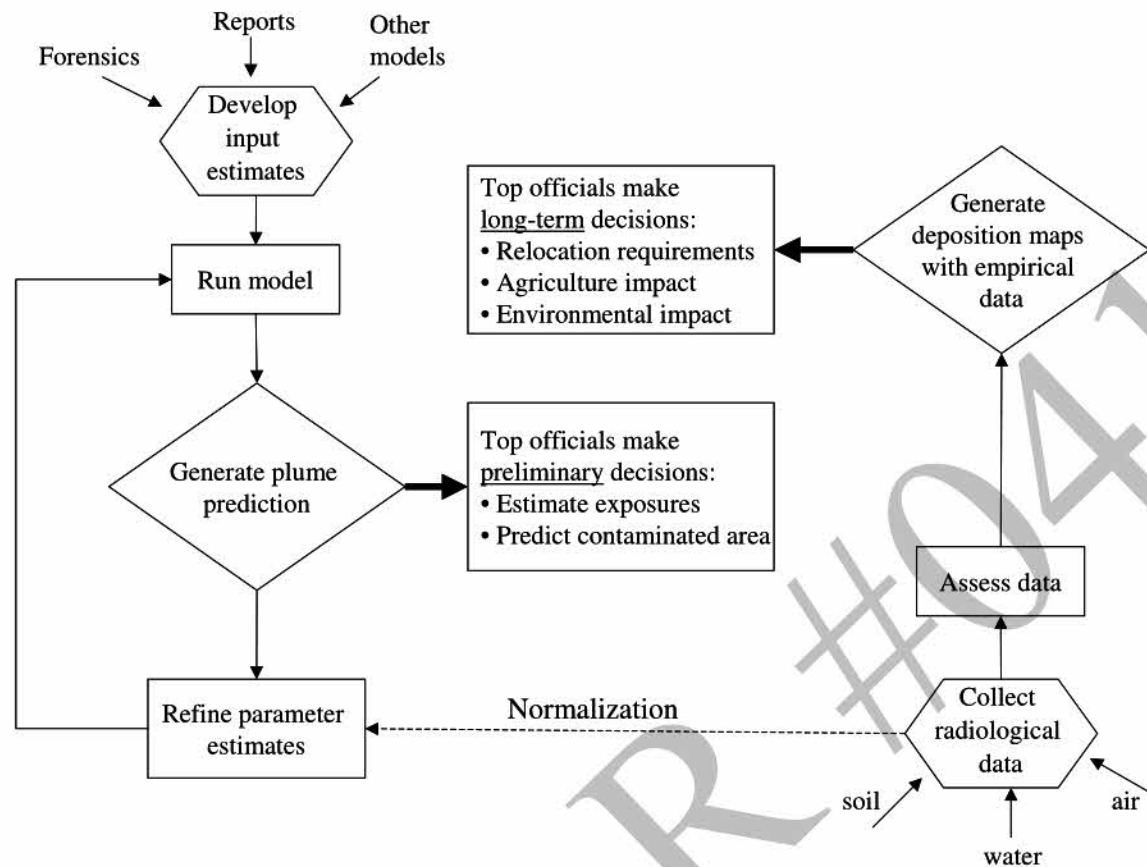 Reports
Other
models
Forensics
Develop
input
estimates
Run model
Generate plume
prediction
Refine parameter
estimates
Top officials make
long-term decisions:
• Relocation requirements
• Agriculture impact
• Environmental impact
Top officials make
preliminary decisions:
• Estimate exposures
• Predict contaminated area
Generate
deposition maps
with empirical
data
Assess data
Normalization
Collect
radiological
data
soil
water
air
R #041